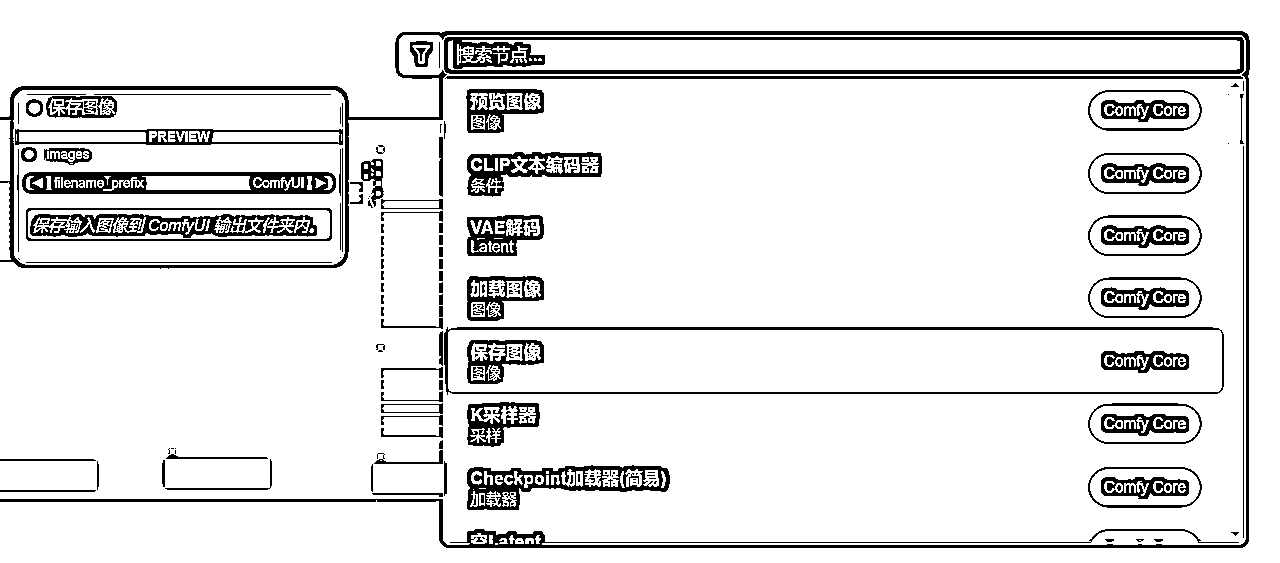 搜索节点...
保存图像
PREVIEW
images
filename_prefix ComfyUI
保存输入图像到 ComfyUI 输出文件夹内。
预览图像
图像
Comfy Core
CLIP文本编码器
条件
Comfy Core
VAE解码
Latent
Comfy Core
加载图像
图像
Comfy Core
保存图像
图像
Comfy Core
K采样器
采样
Comfy Core
Checkpoint加载器(简易)
加载器
Comfy Core
空Latent